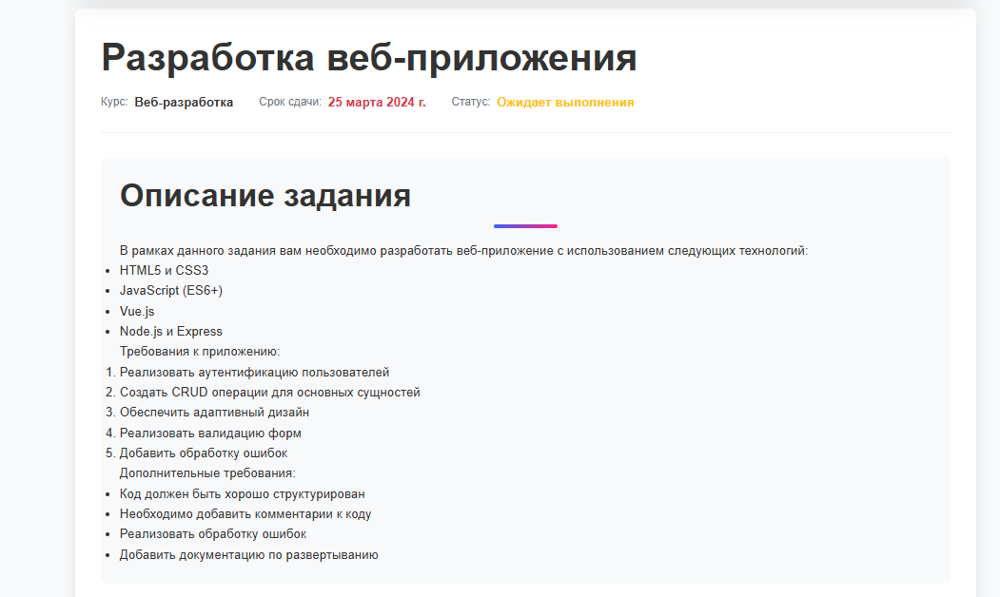 Разработка веб-приложения
Курс: Веб-разработка Срок сдачи: 25 марта 2024 г. Статус: Ожидает выполнения
Описание задания
В рамках данного задания вам необходимо разработать веб-приложение с использованием следующих технологий:
• HTML5 и CSS3
• JavaScript (ES6+)
• Vue.js
• Node.js и Express
Требования к приложению:
1. Реализовать аутентификацию пользователей
2. Создать CRUD операции для основных сущностей
3. Обеспечить адаптивный дизайн
4. Реализовать валидацию форм
5. Добавить обработку ошибок
Дополнительные требования:
• Код должен быть хорошо структурирован
• Необходимо добавить комментарии к коду
• Реализовать обработку ошибок
• Добавить документацию по развертыванию